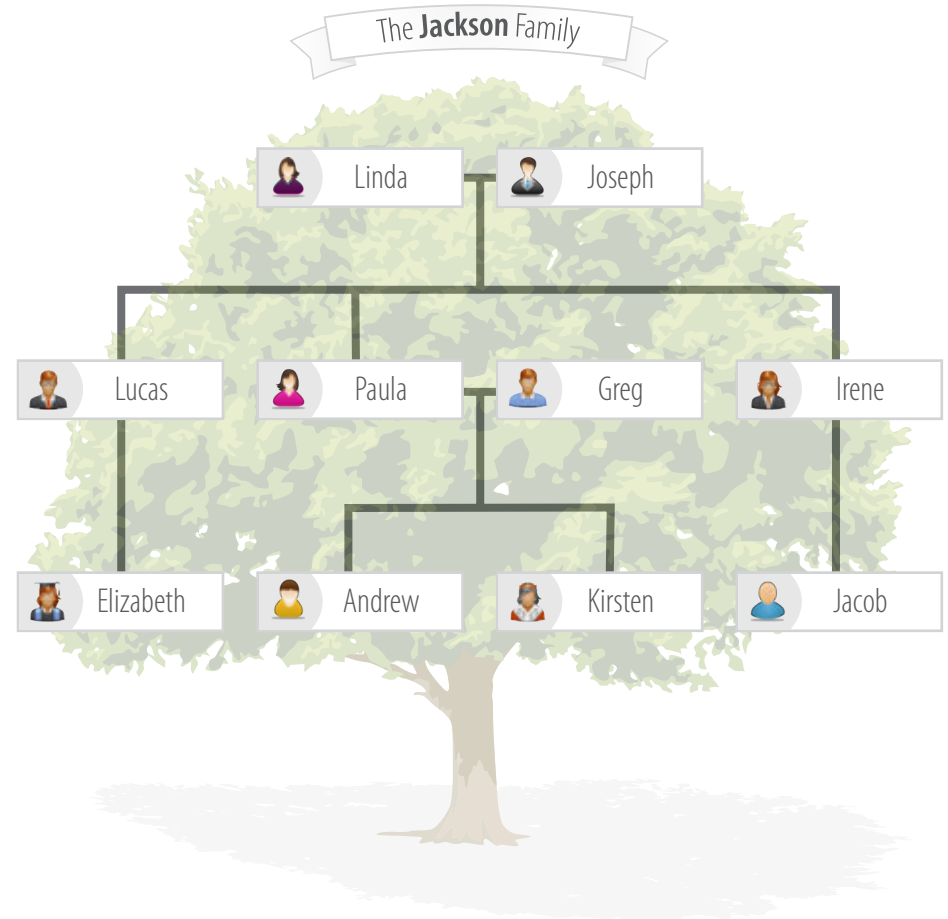 The Jackson Family
Linda
Joseph
Lucas
Paula
Greg
Irene
Elizabeth
Andrew
Kirsten
Jacob